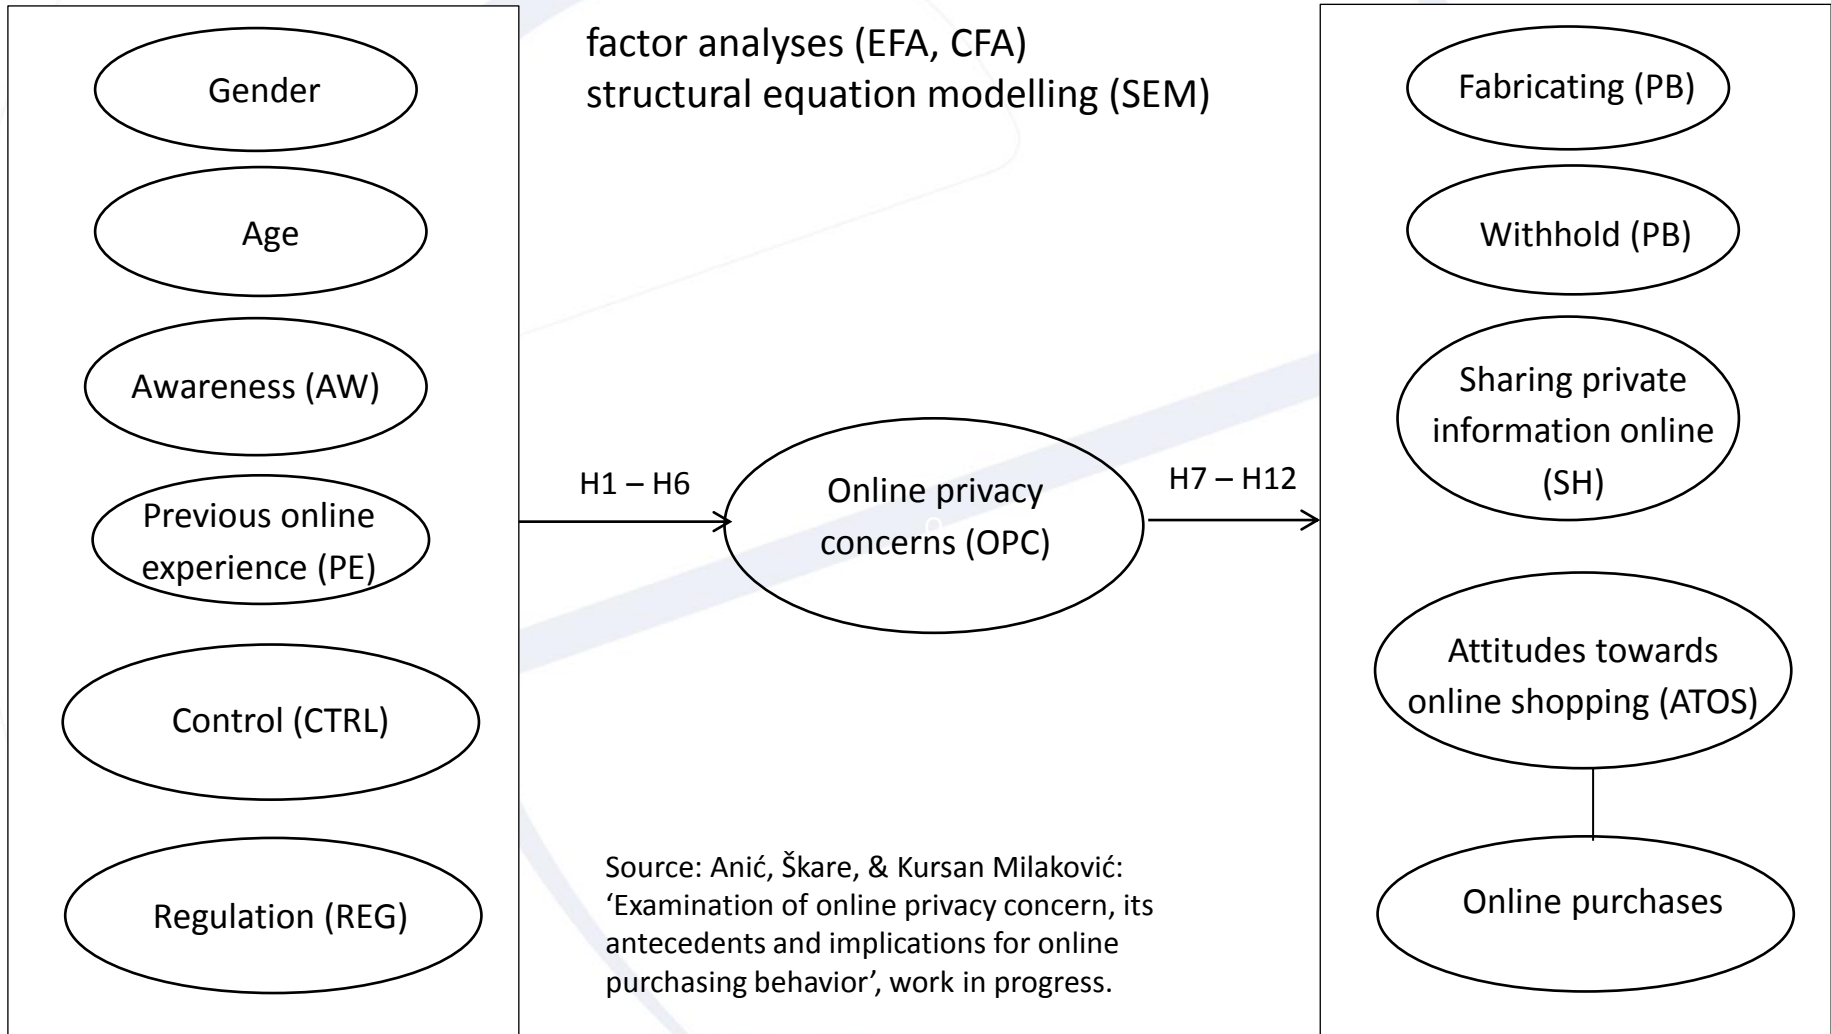 factor analyses (EFA, CFA)
structural equation modelling (SEM)
Gender
Age
Awareness (AW)
Previous online
experience (PE)
Control (CTRL)
Regulation (REG)
H1 – H6
Online privacy
concerns (OPC)
H7 – H12
Fabricating (PB)
Withhold (PB)
Sharing private
information online
(SH)
Attitudes towards
online shopping (ATOS)
Online purchases
Source: Anić, Škare, & Kursan Milaković:
‘Examination of online privacy concern, its
antecedents and implications for online
purchasing behavior’, work in progress.